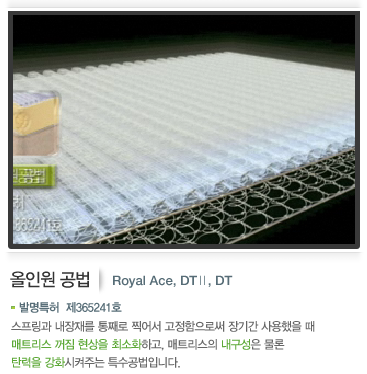 공법
올인원 공법 Royal Ace, DTⅡ, DT
발명특허 제365241호
스프링과 내장재를 통째로 찍어서 고정함으로써 장기간 사용했을 때
매트리스 꺼짐 현상을 최소화하고, 매트리스의 내구성은 물론
탄력을 강화시켜주는 특수공법입니다.